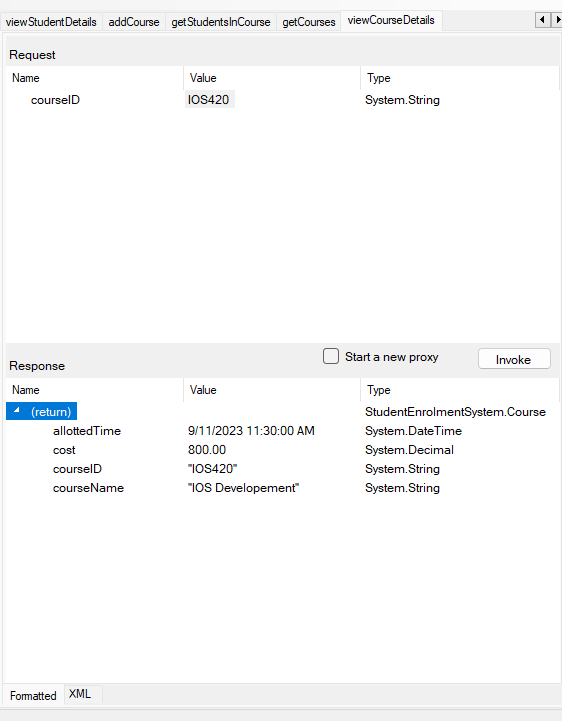 viewStudentDetails addCourse getStudentsInCourse getCourses viewCourseDetails
Request
Name Value Type
courseID IOS420 System.String
Start a new proxy Invoke
Response
Name Value Type
(return) StudentEnrolmentSystem.Course
allottedTime 9/11/2023 11:30:00 AM System.DateTime
cost 800.00 System.Decimal
courseID "IOS420" System.String
courseName "IOS Developement" System.String
Formatted XML